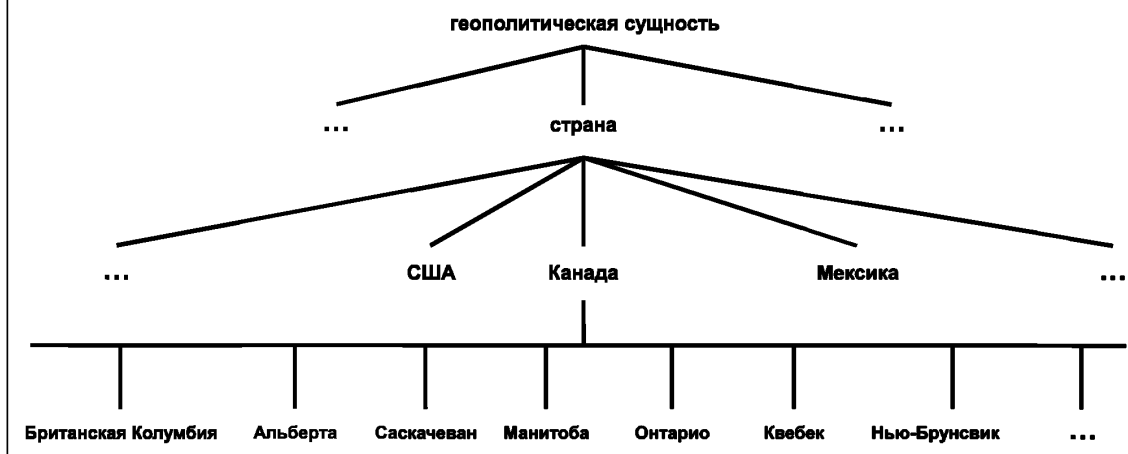 геополитическая сущность
... страна ...
... США Канада Мексика ...
Британская Колумбия Альберта Саскачеван Манитоба Онтарио Квебек Нью-Брунсвик ...